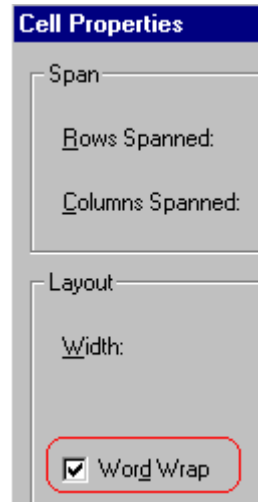 Cell Properties
Span
Rows Spanned:
Columns Spanned:
Layout
Width:
Word Wrap